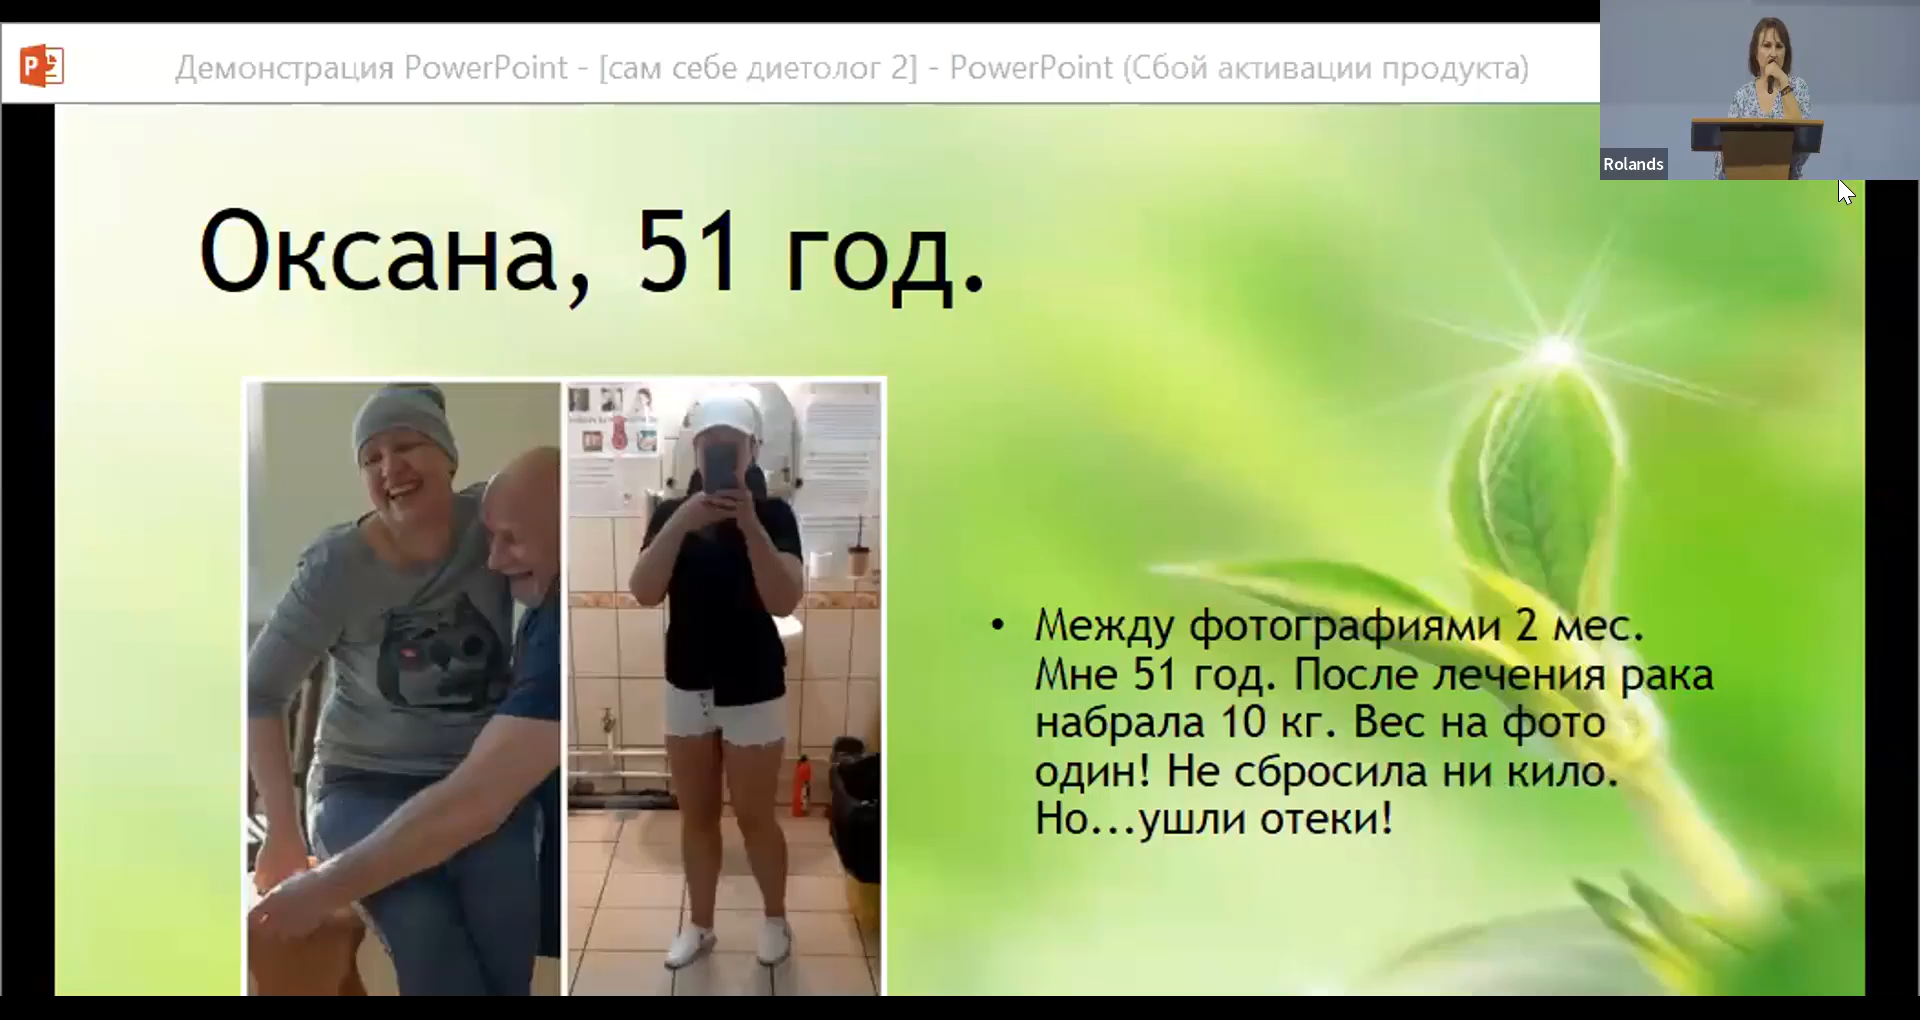 Демонстрация PowerPoint - [сам себе диетолог 2] - PowerPoint (Сбой активации продукта)
Rolands
Оксана, 51 год.
• Между фотографиями 2 мес.
Мне 51 год. После лечения рака
набрала 10 кг. Вес на фото
один! Не сбросила ни кило.
Но...ушли отеки!